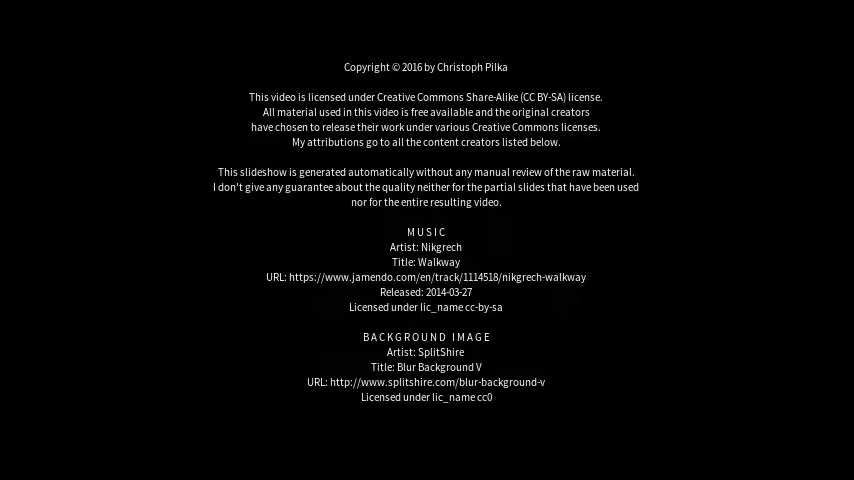 Copyright © 2016 by Christoph Pilka
This video is licensed under Creative Commons Share-Alike (CC BY-SA) license.
All material used in this video is free available and the original creators
have chosen to release their work under various Creative Commons licenses.
My attributions go to all the content creators listed below.
This slideshow is generated automatically without any manual review of the raw material.
I don't give any guarantee about the quality neither for the partial slides that have been used
nor for the entire resulting video.
MUSIC
Artist: Nikgrech
Title: Walkway
URL: https://www.jamendo.com/en/track/1114518/nikgrech-walkway
Released: 2014-03-27
Licensed under lic_name cc-by-sa
BACKGROUND IMAGE
Artist: SplitShire
Title: Blur Background V
URL: http://www.splitshire.com/blur-background-v
Licensed under lic_name cc0